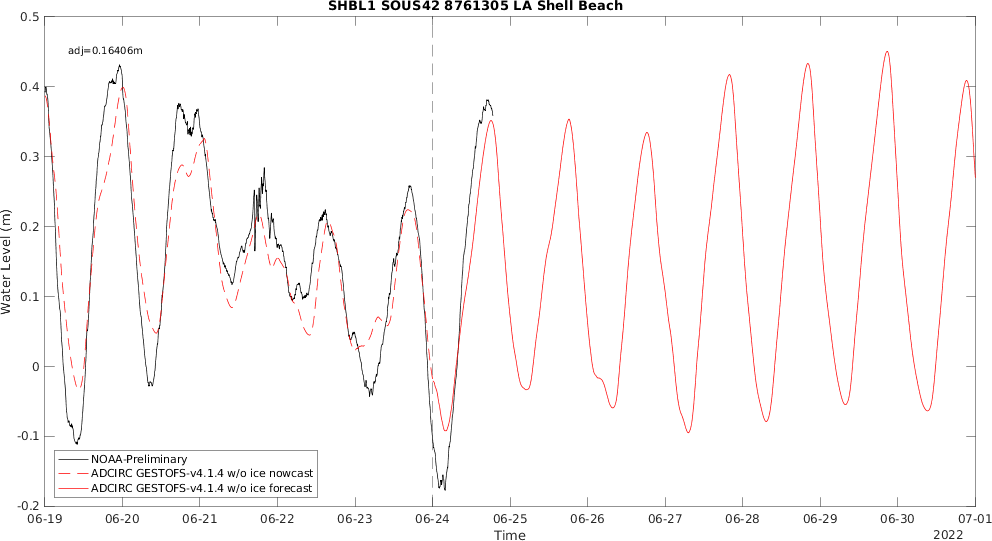 SHBL1 SOUS42 8761305 LA Shell Beach
adj=0.16406m
Water Level (m)
0.5
0.4
0.3
0.2
0.1
0
-0.1
-0.2
NOAA-Preliminary
ADCIRC GESTOFS-v4.1.4 w/o ice nowcast
ADCIRC GESTOFS-v4.1.4 w/o ice forecast
06-19 06-20 06-21 06-22 06-23 06-24 06-25 06-26 06-27 06-28 06-29 06-30 07-01
Time
2022